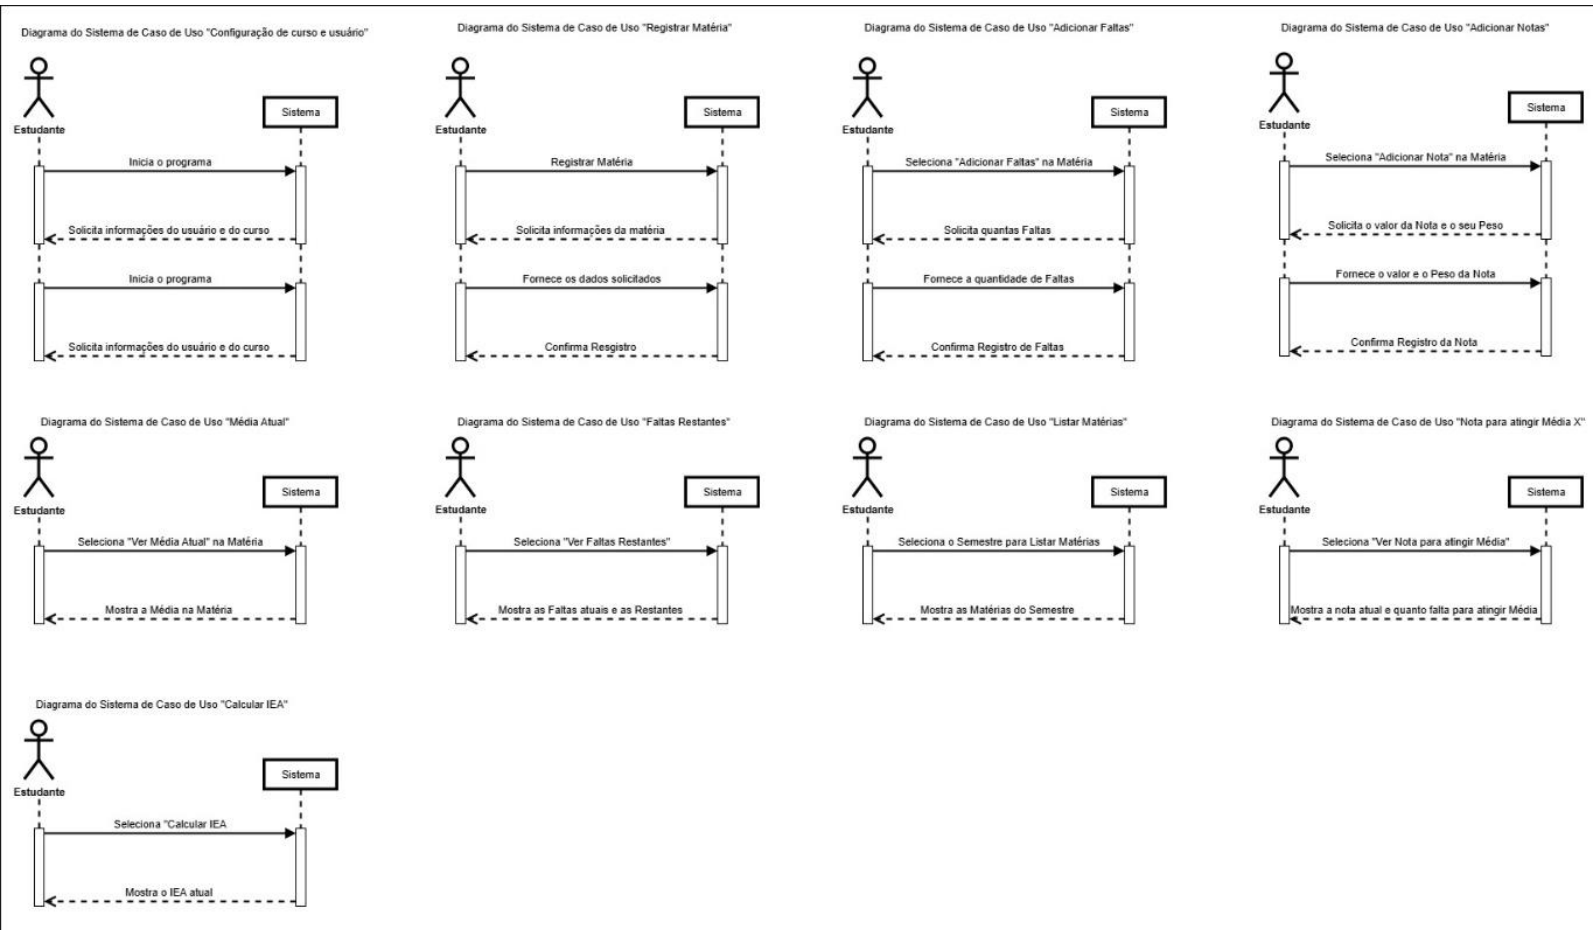 Diagrama do Sistema de Caso de Uso "Configuração de curso e usuário"
Estudante
Sistema
Inicia o programa
Solicita informações do usuário e do curso
Inicia o programa
Solicita informações do usuário e do curso
Diagrama do Sistema de Caso de Uso "Registrar Matéria"
Estudante
Sistema
Registrar Matéria
Solicita informações da matéria
Fornece os dados solicitados
Confirma Resgistro
Diagrama do Sistema de Caso de Uso "Adicionar Faltas"
Estudante
Sistema
Seleciona "Adicionar Faltas" na Matéria
Solicita quantas Faltas
Fornece a quantidade de Faltas
Confirma Registro de Faltas
Diagrama do Sistema de Caso de Uso "Adicionar Notas"
Estudante
Sistema
Seleciona "Adicionar Nota" na Matéria
Solicita o valor da Nota e o seu Peso
Fornece o valor e o Peso da Nota
Confirma Registro da Nota
Diagrama do Sistema de Caso de Uso "Média Atual"
Estudante
Sistema
Seleciona "Ver Média Atual" na Matéria
Mostra a Média na Matéria
Diagrama do Sistema de Caso de Uso "Faltas Restantes"
Estudante
Sistema
Seleciona "Ver Faltas Restantes"
Mostra as Faltas atuais e as Restantes
Diagrama do Sistema de Caso de Uso "Listar Matérias"
Estudante
Sistema
Seleciona o Semestre para Listar Matérias
Mostra as Matérias do Semestre
Diagrama do Sistema de Caso de Uso "Nota para atingir Média X"
Estudante
Sistema
Seleciona "Ver Nota para atingir Média"
Mostra a nota atual e quanto falta para atingir Média
Diagrama do Sistema de Caso de Uso "Calcular IEA"
Estudante
Sistema
Seleciona "Calcular IEA
Mostra o IEA atual